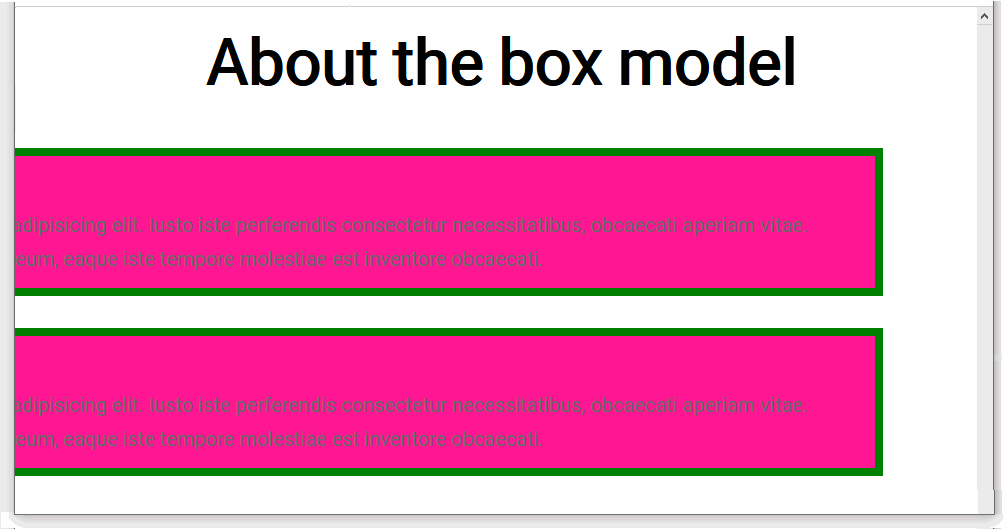 About the box model
adipisicing elit. Iusto iste perferendis consectetur necessitatibus, obcaecati aperiam vitae.
eum, eaque iste tempore molestiae est inventore obcaecati.
adipisicing elit. Iusto iste perferendis consectetur necessitatibus, obcaecati aperiam vitae.
eum, eaque iste tempore molestiae est inventore obcaecati.